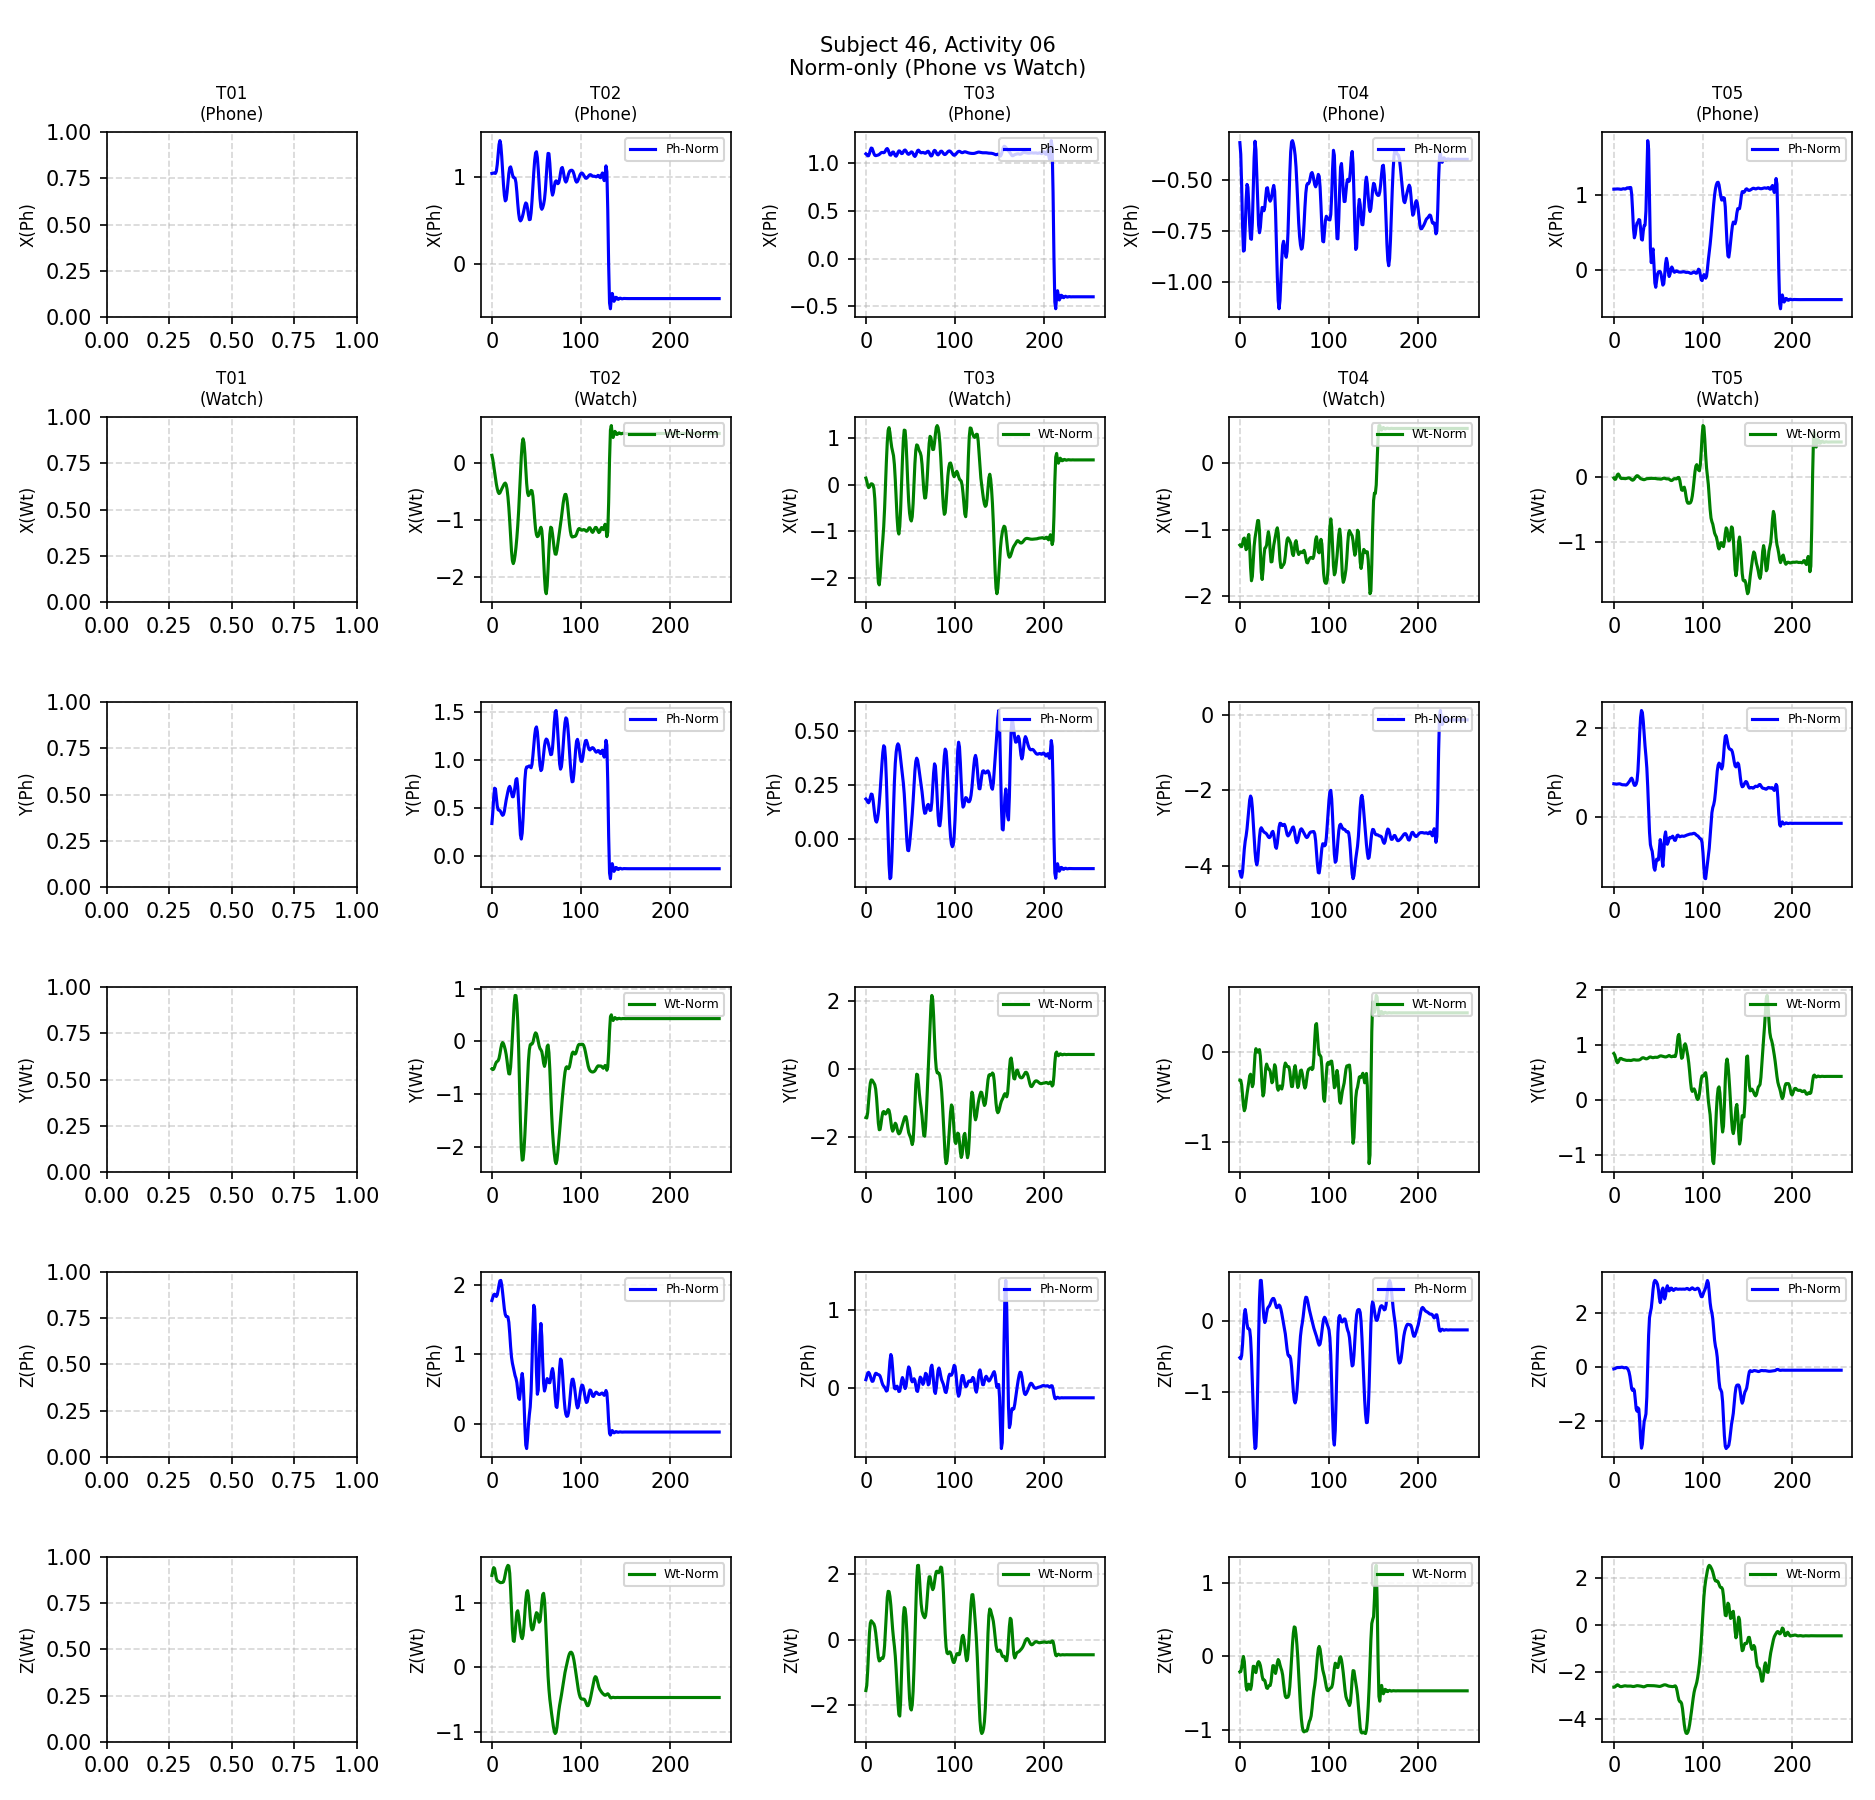 Subject 46, Activity 06
Norm-only (Phone vs Watch)
T01
(Phone)
T02
(Phone)
T03
(Phone)
T04
(Phone)
T05
(Phone)
X(Ph)
1.00
0.75
0.50
0.25
0.00
0.00 0.25 0.50 0.75 1.00
X(Ph)
1
0
0 100 200
Ph-Norm
X(Ph)
1.0
0.5
0.0
−0.5
0 100 200
Ph-Norm
X(Ph)
−0.50
−0.75
−1.00
0 100 200
Ph-Norm
X(Ph)
1
0
0 100 200
Ph-Norm
T01
(Watch)
T02
(Watch)
T03
(Watch)
T04
(Watch)
T05
(Watch)
X(Wt)
1.00
0.75
0.50
0.25
0.00
0.00 0.25 0.50 0.75 1.00
X(Wt)
0
−1
−2
0 100 200
Wt-Norm
X(Wt)
1
0
−1
−2
0 100 200
Wt-Norm
X(Wt)
0
−1
−2
0 100 200
Wt-Norm
X(Wt)
0
−1
0 100 200
Wt-Norm
Y(Ph)
1.00
0.75
0.50
0.25
0.00
0.00 0.25 0.50 0.75 1.00
Y(Ph)
1.5
1.0
0.5
0.0
0 100 200
Ph-Norm
Y(Ph)
0.50
0.25
0.00
0 100 200
Ph-Norm
Y(Ph)
0
−2
−4
0 100 200
Ph-Norm
Y(Ph)
2
0
0 100 200
Ph-Norm
Y(Wt)
1.00
0.75
0.50
0.25
0.00
0.00 0.25 0.50 0.75 1.00
Y(Wt)
1
0
−1
−2
0 100 200
Wt-Norm
Y(Wt)
2
0
−2
0 100 200
Wt-Norm
Y(Wt)
0
−1
0 100 200
Wt-Norm
Y(Wt)
2
1
0
−1
0 100 200
Wt-Norm
Z(Ph)
1.00
0.75
0.50
0.25
0.00
0.00 0.25 0.50 0.75 1.00
Z(Ph)
2
1
0
0 100 200
Ph-Norm
Z(Ph)
1
0
0 100 200
Ph-Norm
Z(Ph)
0
−1
0 100 200
Ph-Norm
Z(Ph)
2
0
−2
0 100 200
Ph-Norm
Z(Wt)
1.00
0.75
0.50
0.25
0.00
0.00 0.25 0.50 0.75 1.00
Z(Wt)
1
0
−1
0 100 200
Wt-Norm
Z(Wt)
2
0
−2
0 100 200
Wt-Norm
Z(Wt)
1
0
−1
0 100 200
Wt-Norm
Z(Wt)
2
0
−2
−4
0 100 200
Wt-Norm